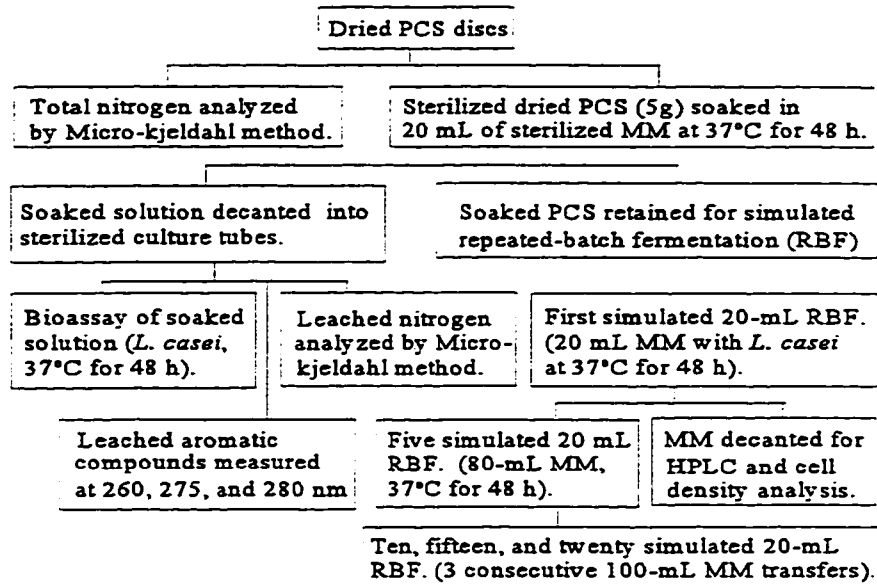 Dried PCS discs
Total nitrogen analyzed
by Micro-kjeldahl method.
Sterilized dried PCS (5g) soaked in
20 mL of sterilized MM at 37°C for 48 h.
Soaked solution decanted into
sterilized culture tubes.
Soaked PCS retained for simulated
repeated-batch fermentation (RBF)
Bioassay of soaked
solution (L. casei,
37°C for 48 h).
Leached nitrogen
analyzed by Micro-
kjeldahl method.
First simulated 20-mL RBF.
(20 mL MM with L. casei
at 37°C for 48 h).
Leached aromatic
compounds measured
at 260, 275, and 280 nm
Five simulated 20 mL
RBF. (80-mL MM,
37°C for 48 h).
MM decanted for
HPLC and cell
density analysis.
Ten, fifteen, and twenty simulated 20-mL
RBF. (3 consecutive 100-mL MM transfers).